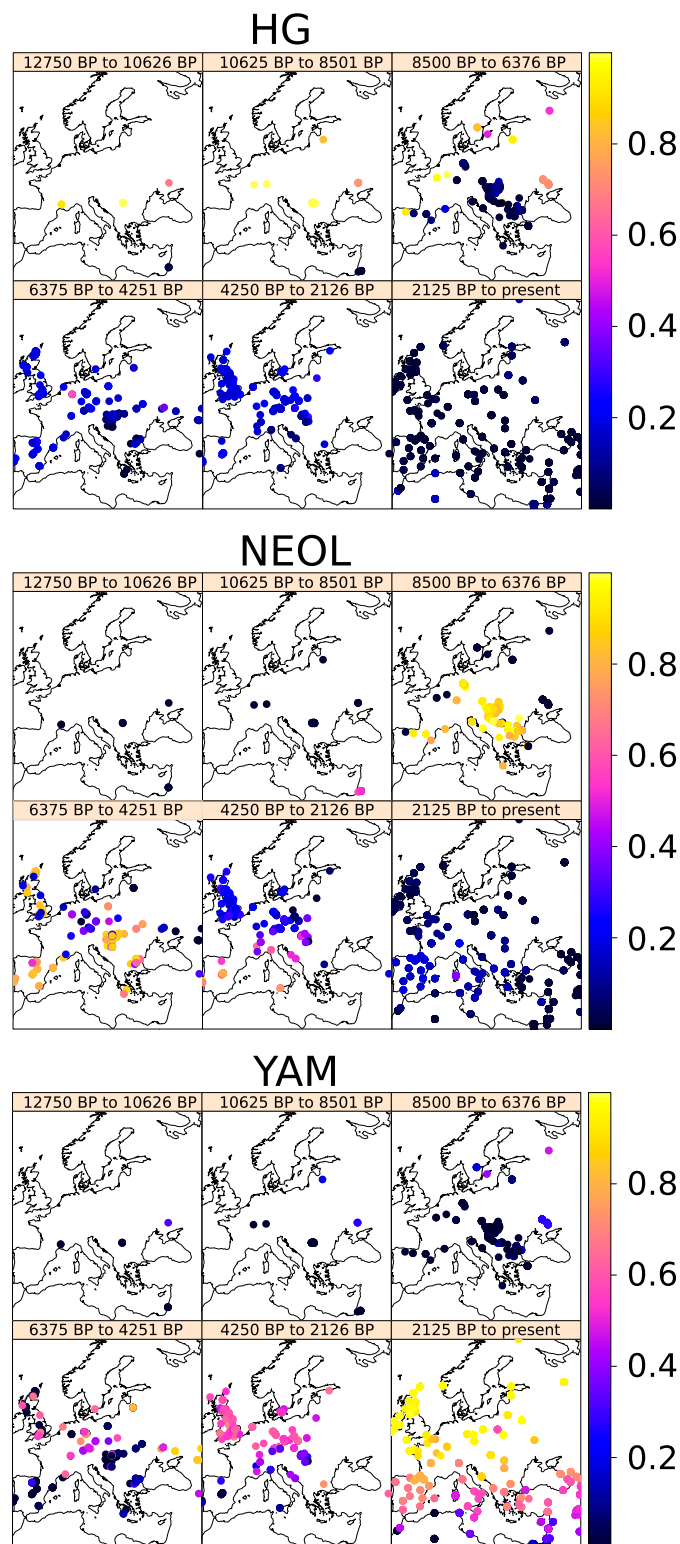 HG
12750 BP to 10626 BP
10625 BP to 8501 BP
8500 BP to 6376 BP
0.8
0.6
6375 BP to 4251 BP
4250 BP to 2126 BP
2125 BP to present
0.4
0.2
NEOL
12750 BP to 10626 BP
10625 BP to 8501 BP
8500 BP to 6376 BP
0.8
0.6
6375 BP to 4251 BP
4250 BP to 2126 BP
2125 BP to present
0.4
0.2
YAM
12750 BP to 10626 BP
10625 BP to 8501 BP
8500 BP to 6376 BP
0.8
0.6
6375 BP to 4251 BP
4250 BP to 2126 BP
2125 BP to present
0.4
0.2